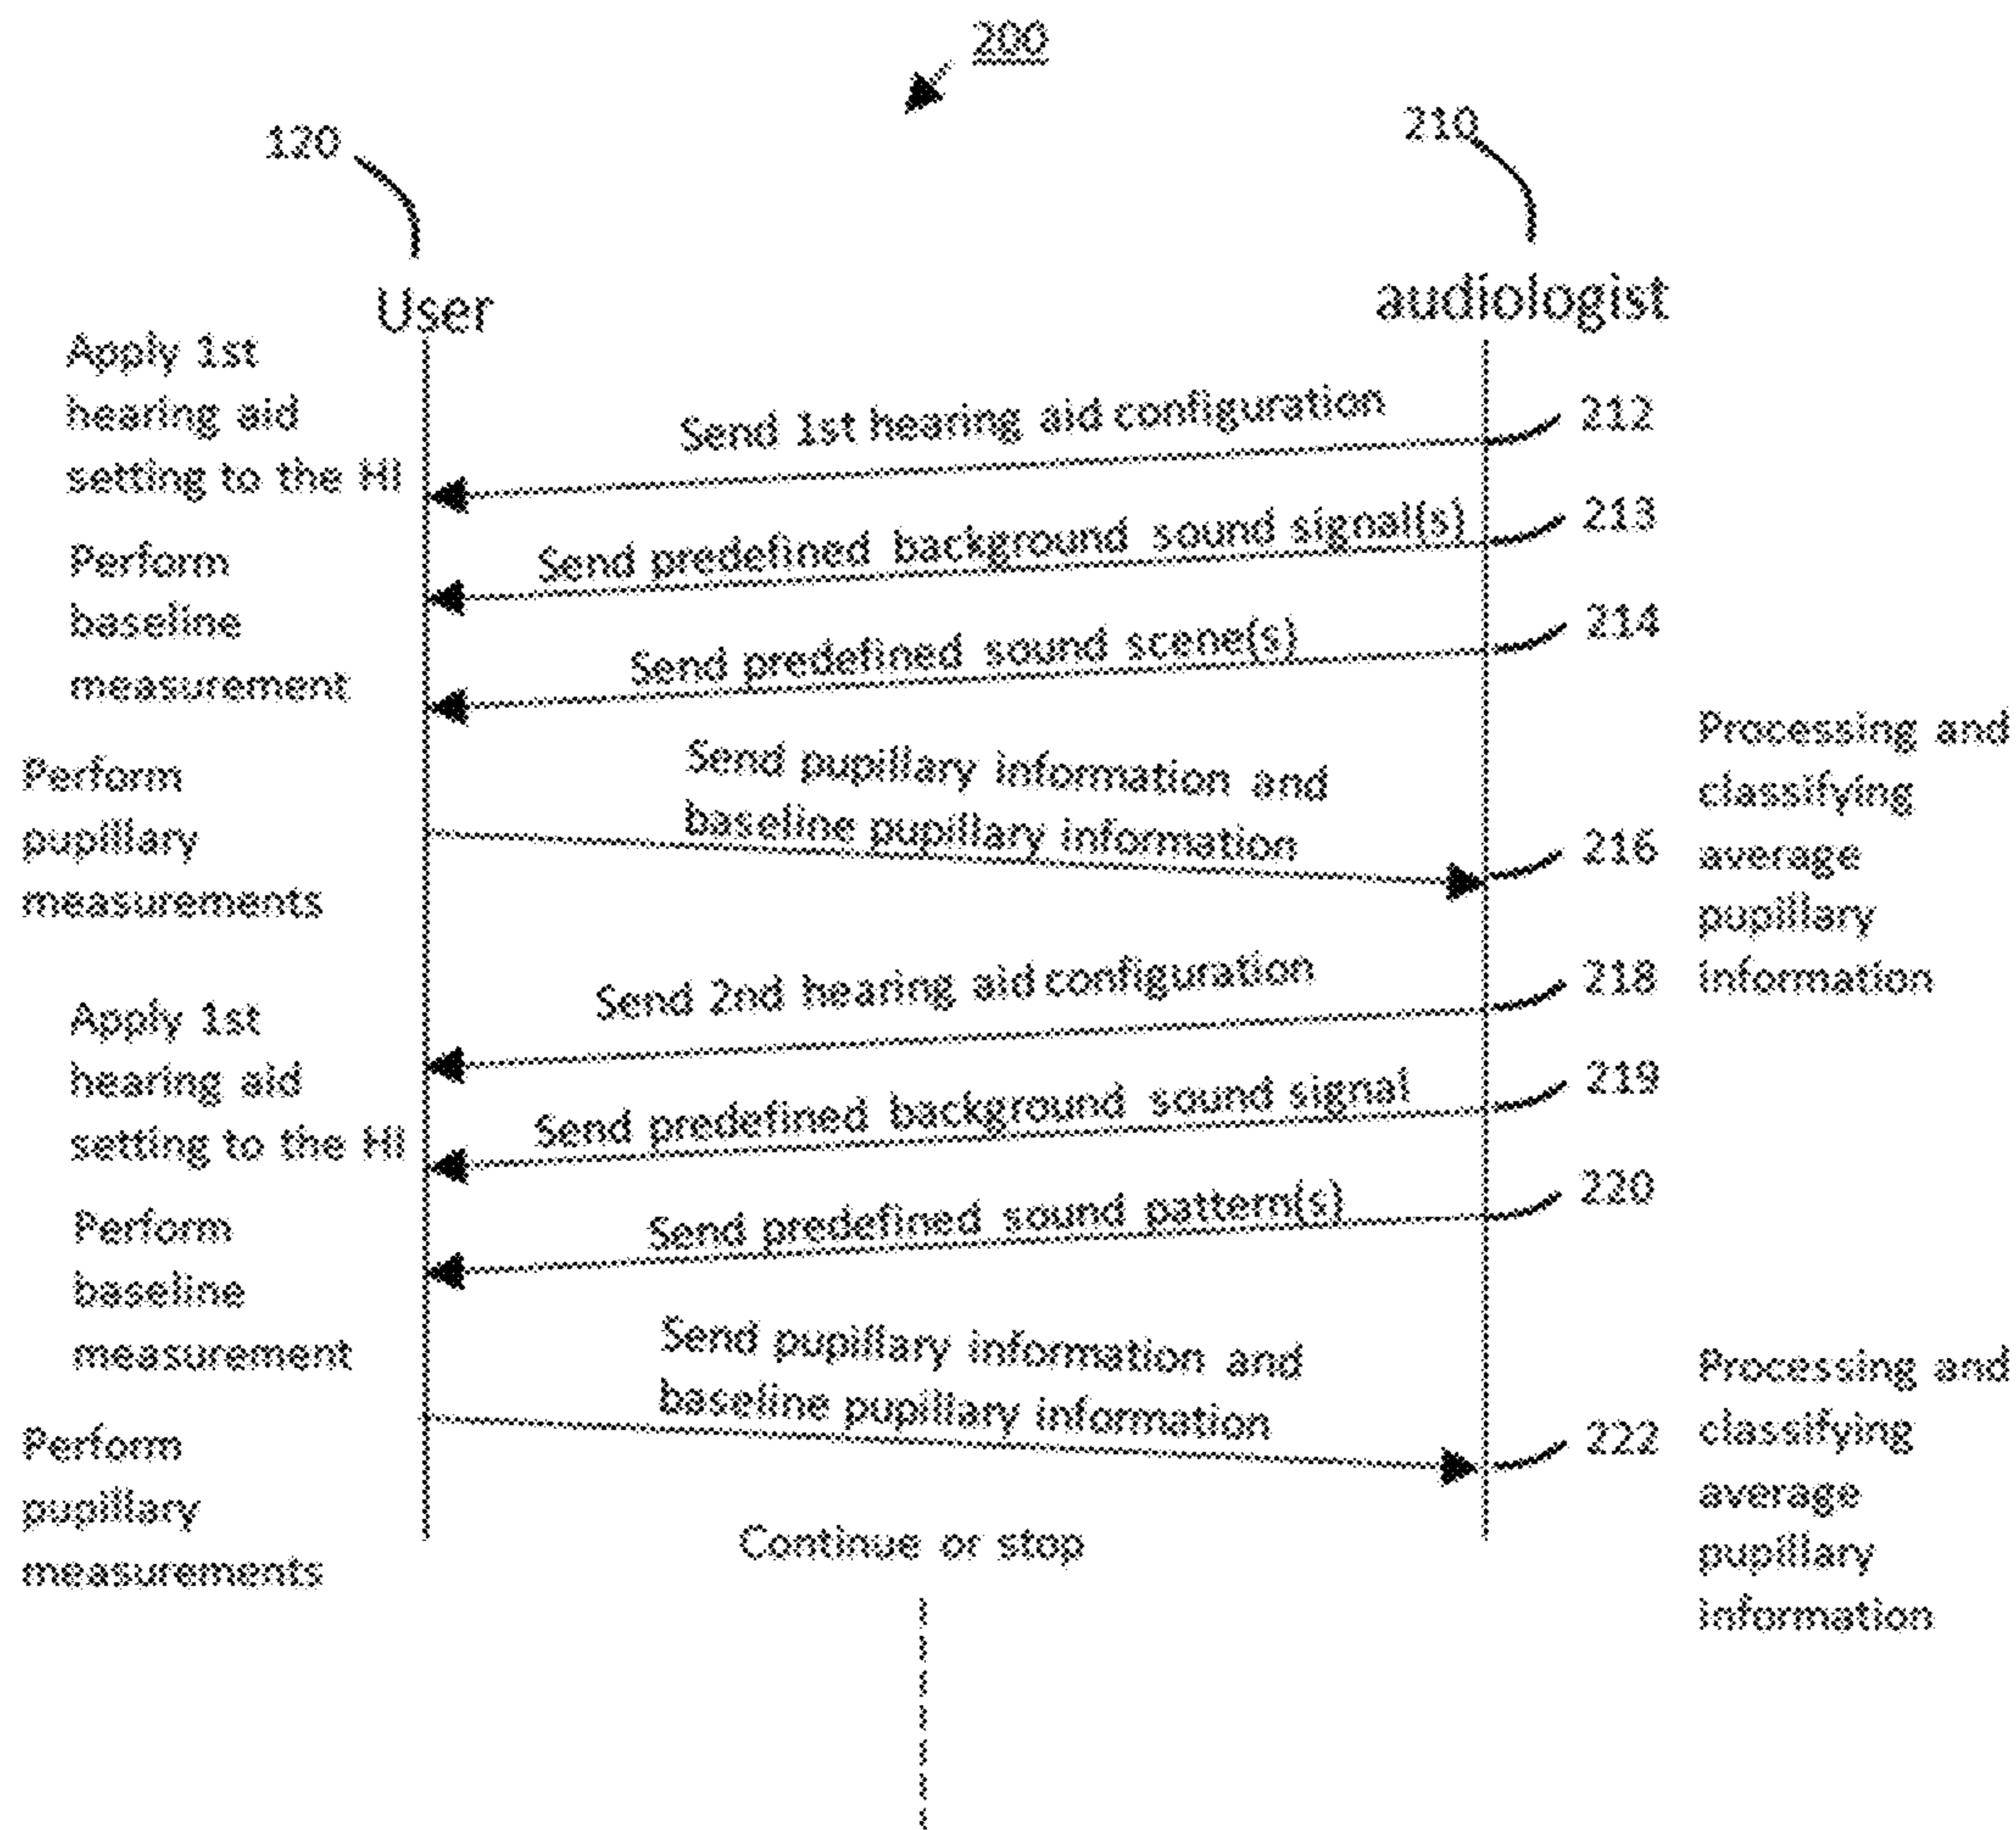 200
120
210
User
audiologist
Apply 1st
hearing aid
setting to the HI
Send 1st hearing aid configuration
212
Perform
baseline
measurement
Send predefined background sound signal(s)
213
Send predefined sound scene(s)
214
Perform
pupillary
measurements
Send pupillary information and
baseline pupillary information
216
Processing and
classifying
average
pupillary
information
Apply 1st
hearing aid
setting to the HI
Send 2nd hearing aid configuration
218
Send predefined background sound signal
219
Perform
baseline
measurement
Send predefined sound pattern(s)
220
Send pupillary information and
baseline pupillary information
222
Perform
pupillary
measurements
Processing and
classifying
average
pupillary
information
Continue or stop